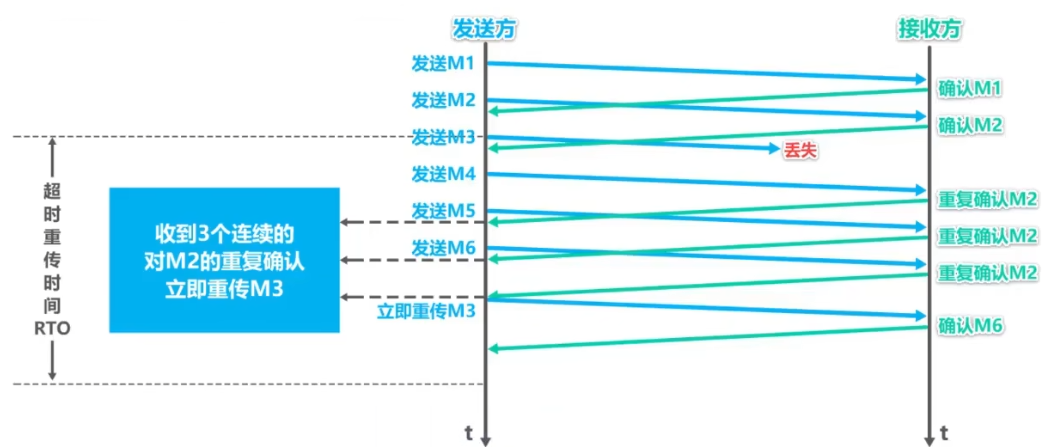 发送方
接收方
发送M1
确认M1
发送M2
确认M2
发送M3
丢失
发送M4
重复确认M2
发送M5
重复确认M2
发送M6
重复确认M2
立即重传M3
确认M6
超时重传时间
RTO
收到3个连续的
对M2的重复确认
立即重传M3
t
t